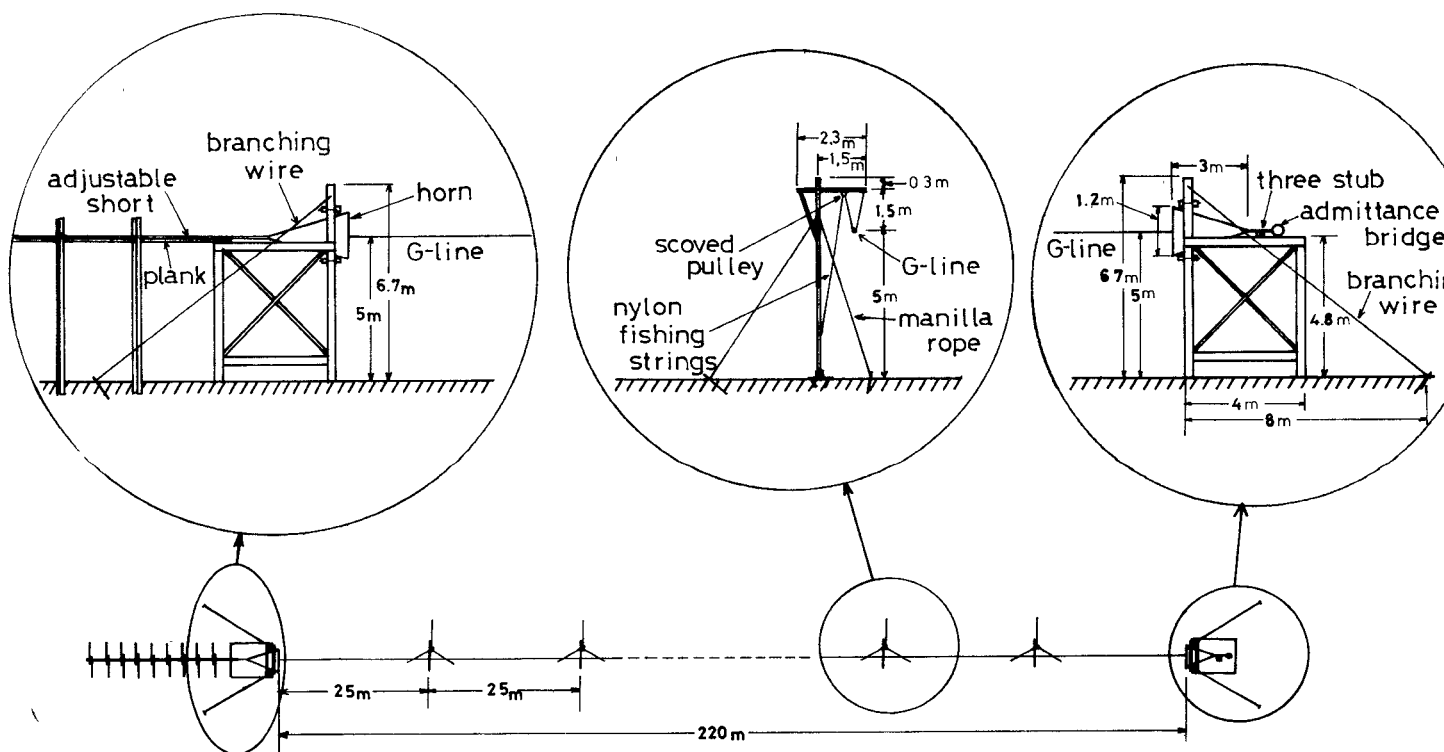 branching
wire
adjustable
short
horn
plank
G-line
6.7m
5m
2,3m
1,5m
0 3m
1.5m
scoved
pulley
G-line
5m
nylon
fishing
strings
manilla
rope
3m
three stub
1.2m
admittance
bridge
G-line
6 7m
5m
branchin
wire
4.8m
4m
8m
25m
25m
220m